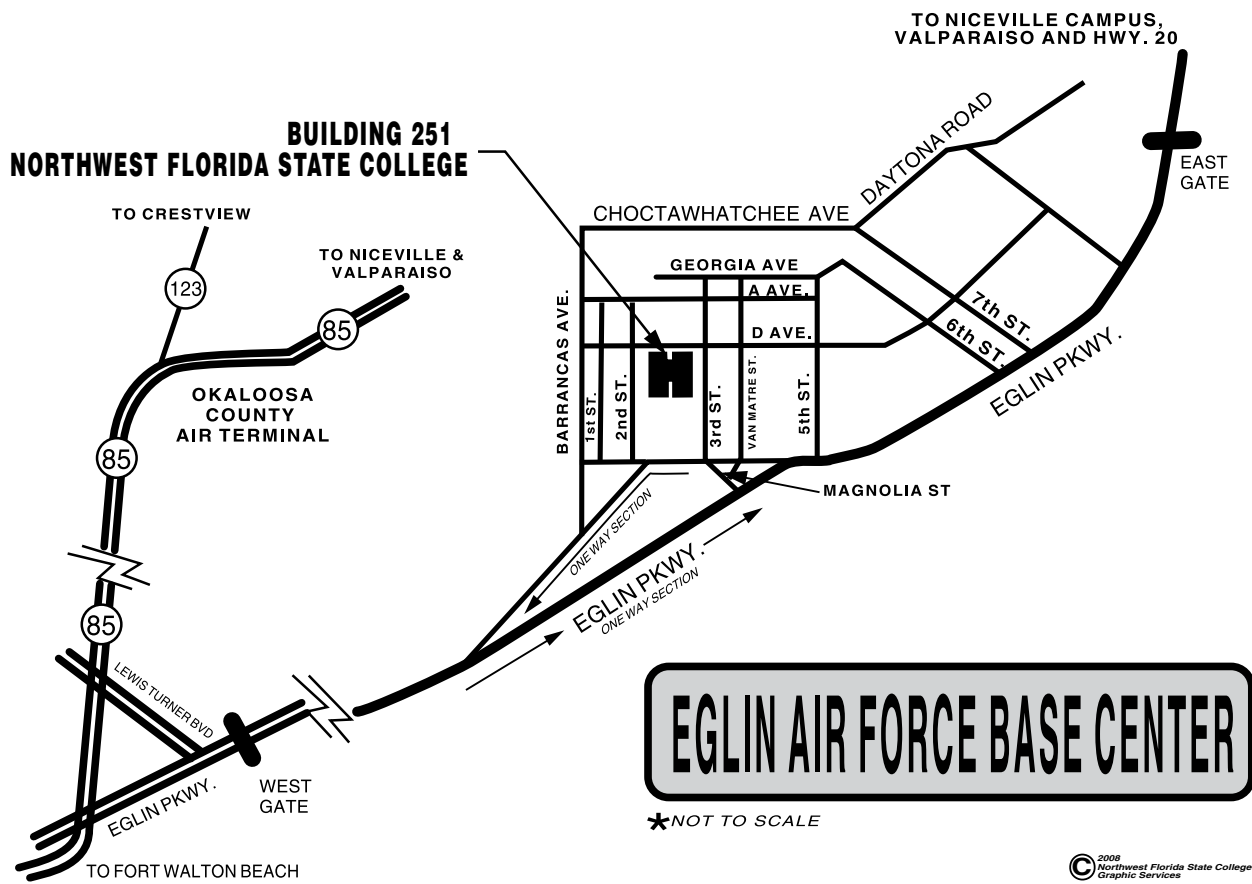 TO NICEVILLE CAMPUS,
VALPARAISO AND HWY. 20
BUILDING 251
NORTHWEST FLORIDA STATE COLLEGE
DAYTONA ROAD
EAST
GATE
TO CRESTVIEW
CHOCTAWHATCHEE AVE
TO NICEVILLE &
VALPARAISO
GEORGIA AVE
123
A AVE.
85
D AVE.
7th ST.
6th ST.
BARRANCAS AVE.
1st ST.
2nd ST.
3rd ST.
VAN MATRE ST.
5th ST.
EGLIN PKWY.
OKALOOSA
COUNTY
AIR TERMINAL
85
MAGNOLIA ST
ONE WAY SECTION
EGLIN PKWY.
ONE WAY SECTION
85
LEWIS TURNER BVD
WEST
GATE
EGLIN PKWY.
TO FORT WALTON BEACH
EGLIN AIR FORCE BASE CENTER
*NOT TO SCALE
© 2008
Northwest Florida State College
Graphic Services